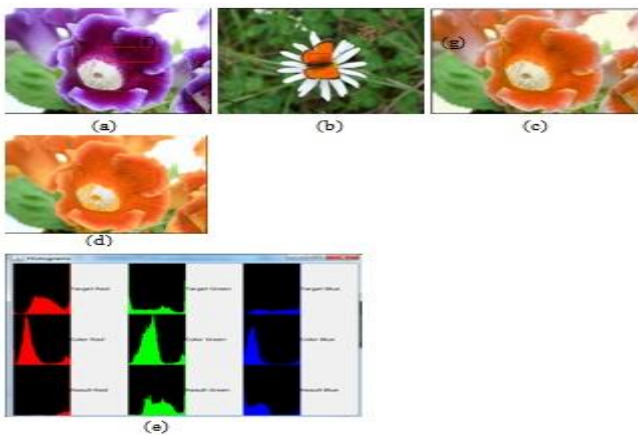 (g)
(a)
(b)
(c)
(d)
Histograms
Target Red
Target Green
Target Blue
Color Red
Color Green
Color Blue
Result Red
Result Green
Result Blue
(e)